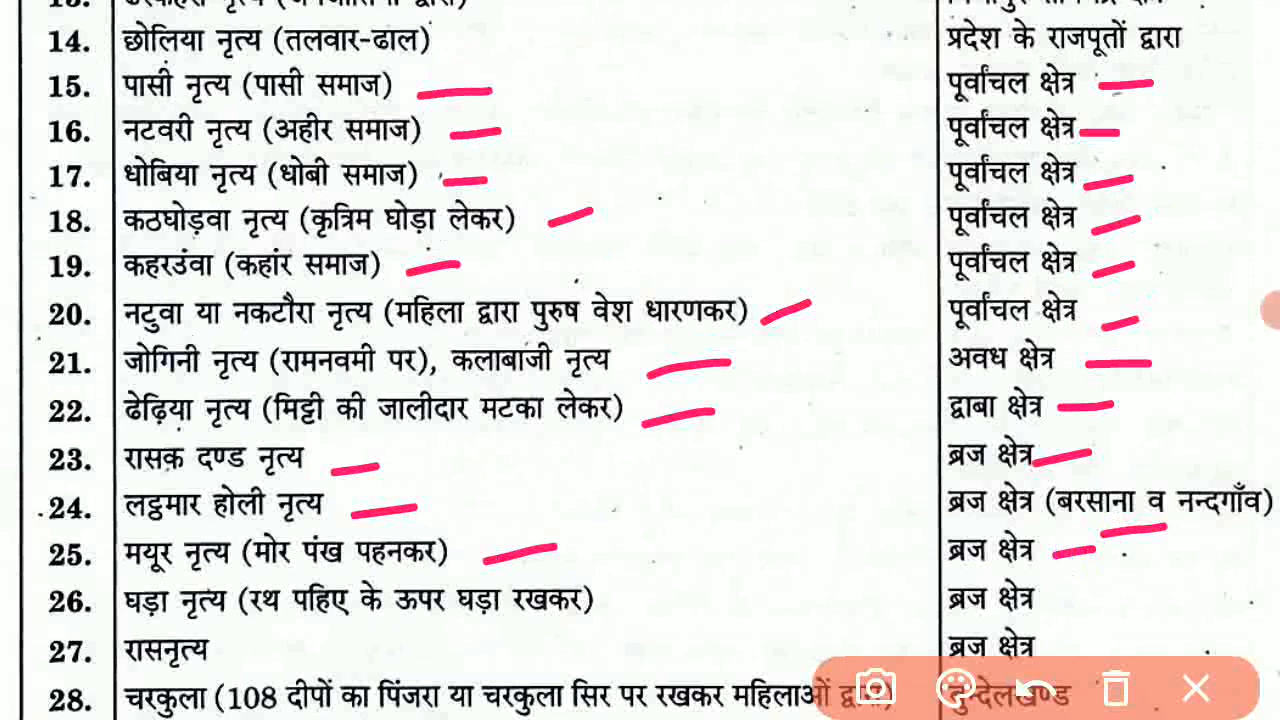 14. छोलिया नृत्य (तलवार-ढाल) प्रदेश के राजपूतों द्वारा
15. पासी नृत्य (पासी समाज) पूर्वांचल क्षेत्र
16. नटवरी नृत्य (अहीर समाज) पूर्वांचल क्षेत्र
17. धोबिया नृत्य (धोबी समाज) पूर्वांचल क्षेत्र
18. कठघोड़वा नृत्य (कृत्रिम घोड़ा लेकर) पूर्वांचल क्षेत्र
19. कहरउंवा (कहांर समाज) पूर्वांचल क्षेत्र
20. नटुवा या नकटौरा नृत्य (महिला द्वारा पुरुष वेश धारणकर) पूर्वांचल क्षेत्र
21. जोगिनी नृत्य (रामनवमी पर), कलाबाजी नृत्य अवध क्षेत्र
22. ढेढ़िया नृत्य (मिट्टी की जालीदार मटका लेकर) द्वाबा क्षेत्र
23. रासक दण्ड नृत्य ब्रज क्षेत्र
24. लट्ठमार होली नृत्य ब्रज क्षेत्र (बरसाना व नन्दगाँव)
25. मयूर नृत्य (मोर पंख पहनकर) ब्रज क्षेत्र
26. घड़ा नृत्य (रथ पहिए के ऊपर घड़ा रखकर) ब्रज क्षेत्र
27. रासनृत्य ब्रज क्षेत्र
28. चरकुला (108 दीपों का पिंजरा या चरकुला सिर पर रखकर महिलाओं द्वारा) बुन्देलखण्ड